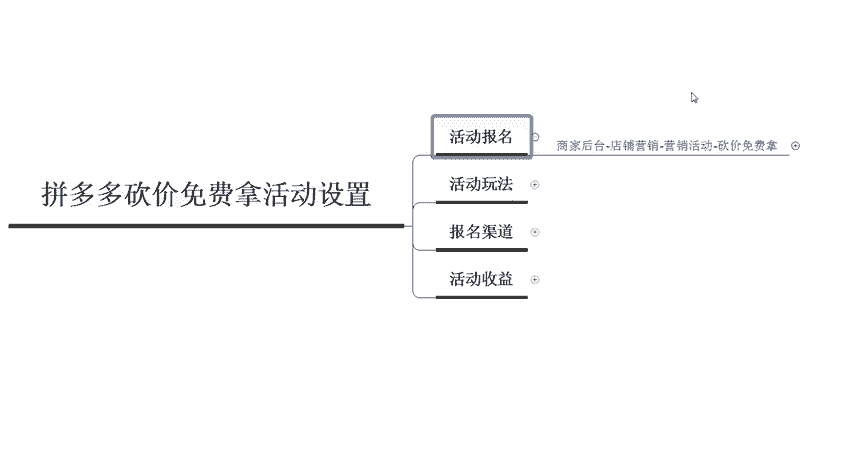 拼多多砍价免费拿活动设置
活动报名
商家后台-店铺营销-营销活动-砍价免费拿
活动玩法
报名渠道
活动收益